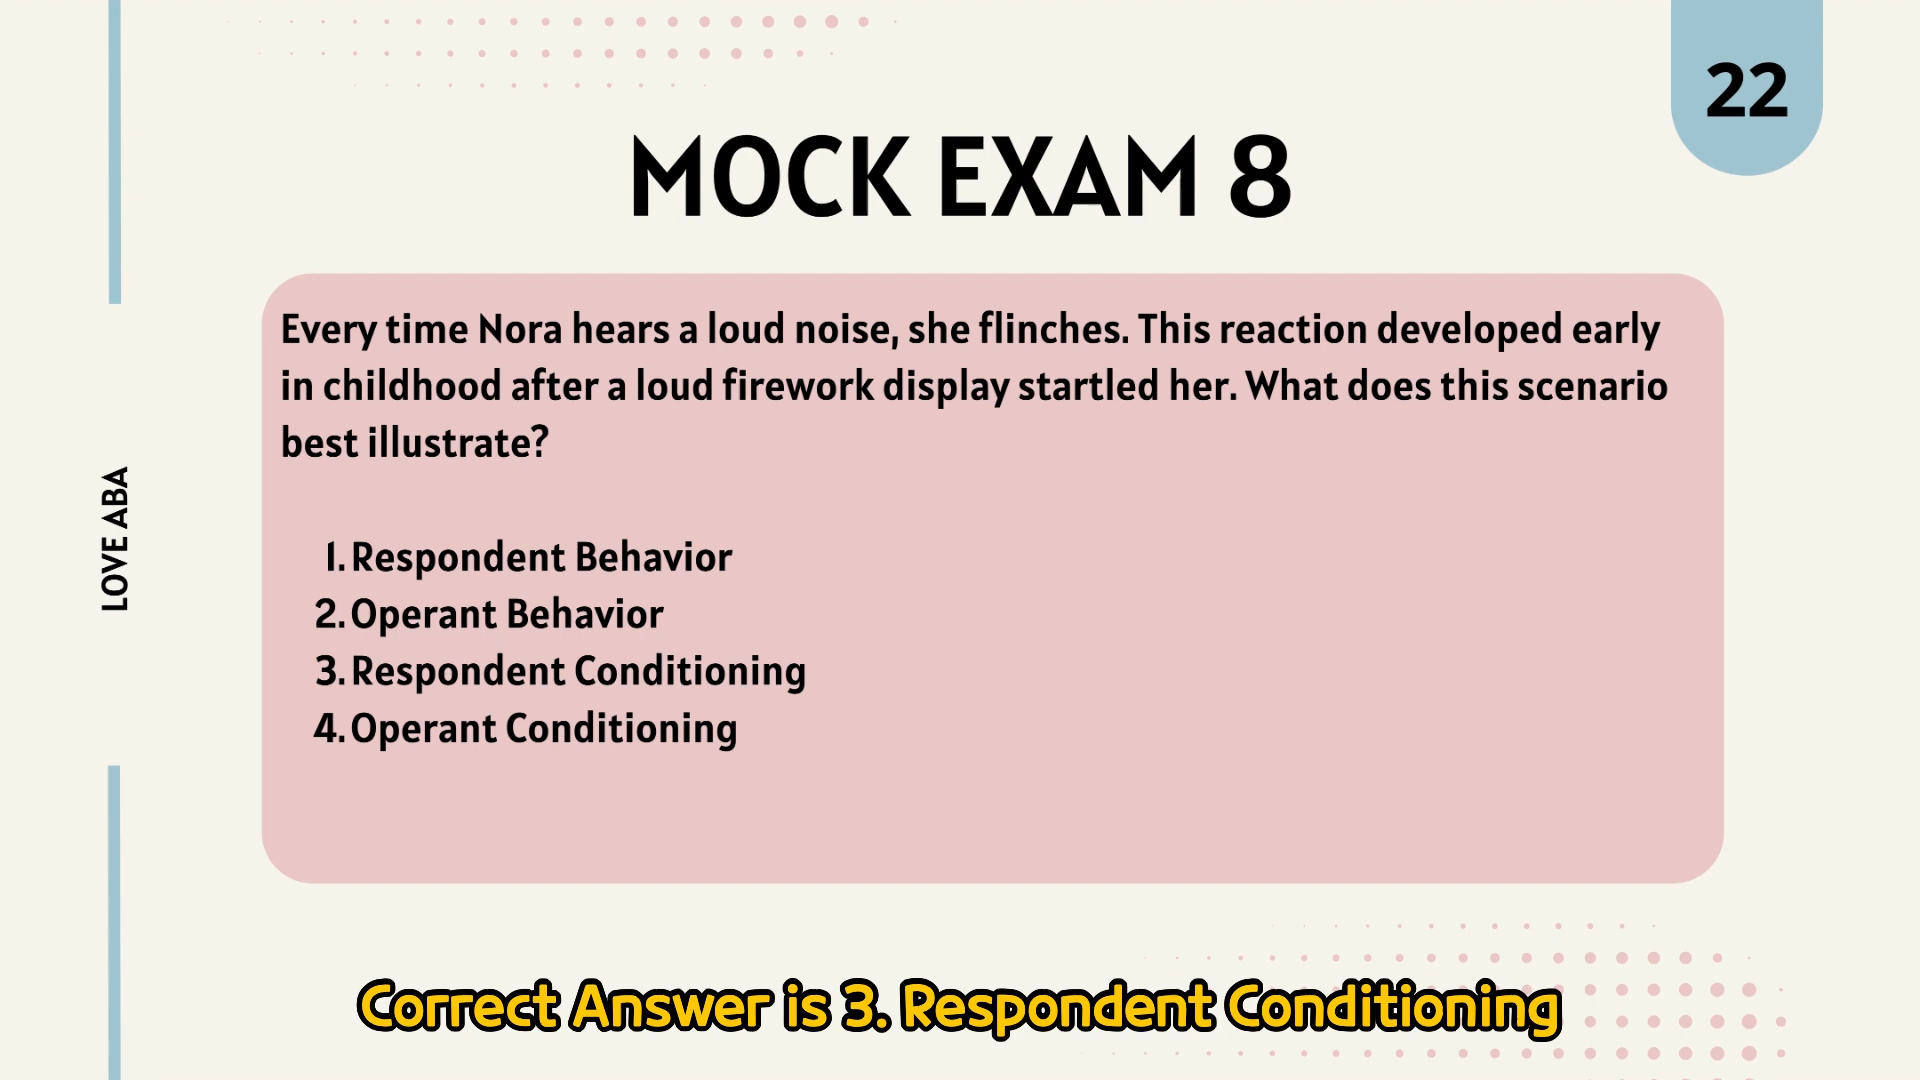 22
MOCK EXAM 8
Every time Nora hears a loud noise, she flinches. This reaction developed early
in childhood after a loud firework display startled her. What does this scenario
best illustrate?
1. Respondent Behavior
2. Operant Behavior
3. Respondent Conditioning
4. Operant Conditioning
LOVE ABA
Correct Answer is 3. Respondent Conditioning